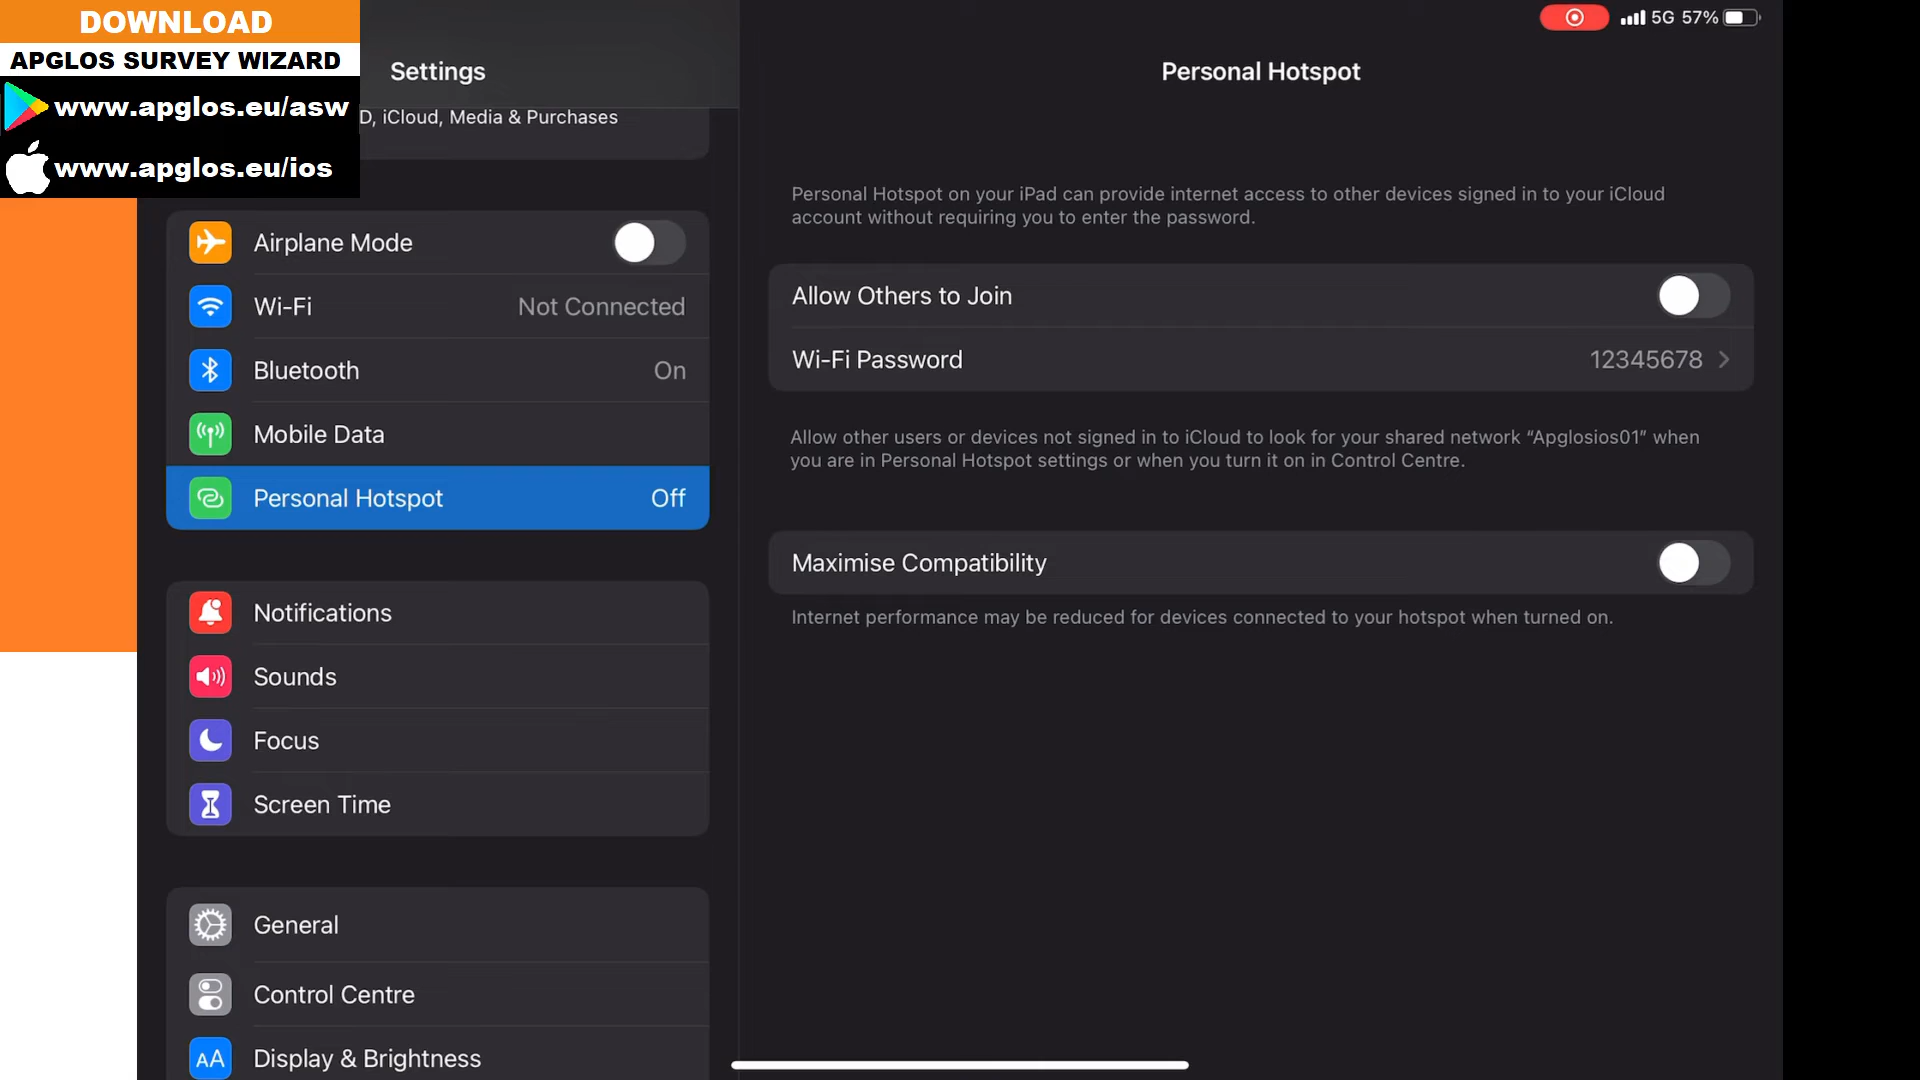 DOWNLOAD
APGLOS SURVEY WIZARD
www.apglos.eu/asw
www.apglos.eu/ios
Settings
D, iCloud, Media & Purchases
Airplane Mode
Wi-Fi Not Connected
Bluetooth On
Mobile Data
Personal Hotspot Off
Notifications
Sounds
Focus
Screen Time
General
Control Centre
AA Display & Brightness
5G 57%
Personal Hotspot
Personal Hotspot on your iPad can provide internet access to other devices signed in to your iCloud
account without requiring you to enter the password.
Allow Others to Join
Wi-Fi Password 12345678
Allow other users or devices not signed in to iCloud to look for your shared network “Apglosios01” when
you are in Personal Hotspot settings or when you turn it on in Control Centre.
Maximise Compatibility
Internet performance may be reduced for devices connected to your hotspot when turned on.